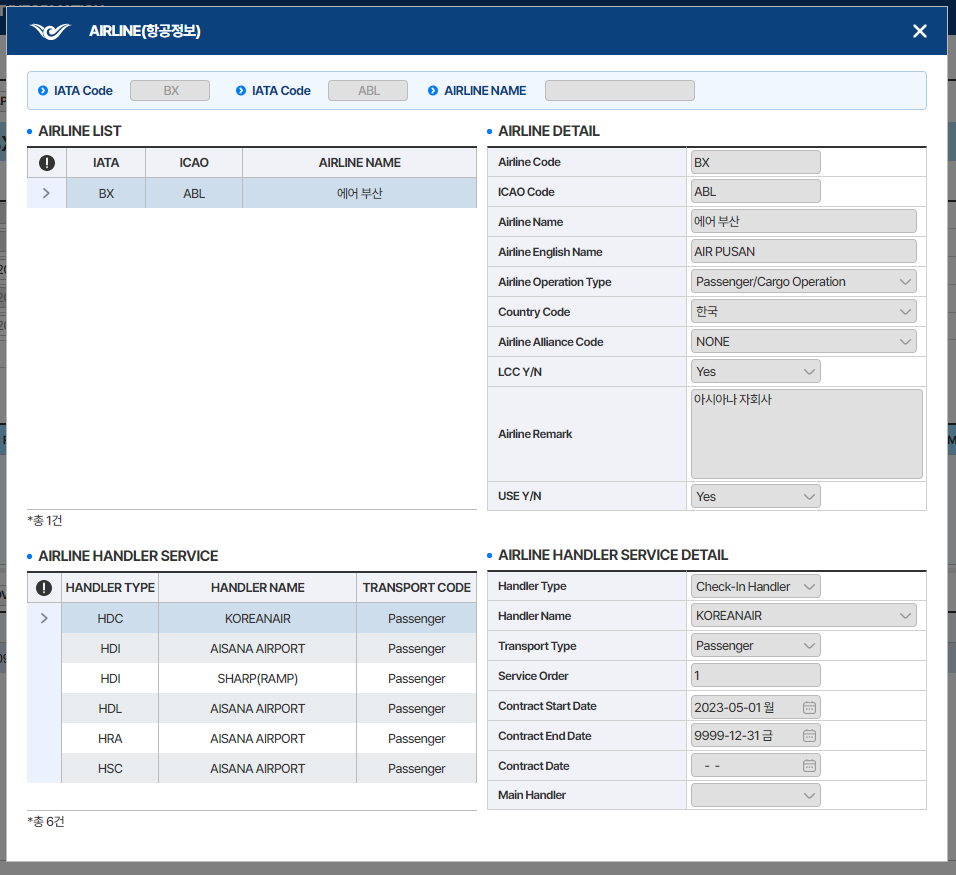 AIRLINE(항공정보)
IATA Code BX IATA Code ABL AIRLINE NAME
AIRLINE LIST
IATA ICAO AIRLINE NAME
BX ABL 에어 부산
*총 1건
AIRLINE DETAIL
Airline Code BX
ICAO Code ABL
Airline Name 에어 부산
Airline English Name AIR PUSAN
Airline Operation Type Passenger/Cargo Operation
Country Code 한국
Airline Alliance Code NONE
LCC Y/N Yes
Airline Remark 아시아나 자회사
USE Y/N Yes
AIRLINE HANDLER SERVICE
HANDLER TYPE HANDLER NAME TRANSPORT CODE
HDC KOREANAIR Passenger
HDI AISANA AIRPORT Passenger
HDI SHARP(RAMP) Passenger
HDL AISANA AIRPORT Passenger
HRA AISANA AIRPORT Passenger
HSC AISANA AIRPORT Passenger
*총 6건
AIRLINE HANDLER SERVICE DETAIL
Handler Type Check-In Handler
Handler Name KOREANAIR
Transport Type Passenger
Service Order 1
Contract Start Date 2023-05-01 월
Contract End Date 9999-12-31 금
Contract Date - -
Main Handler